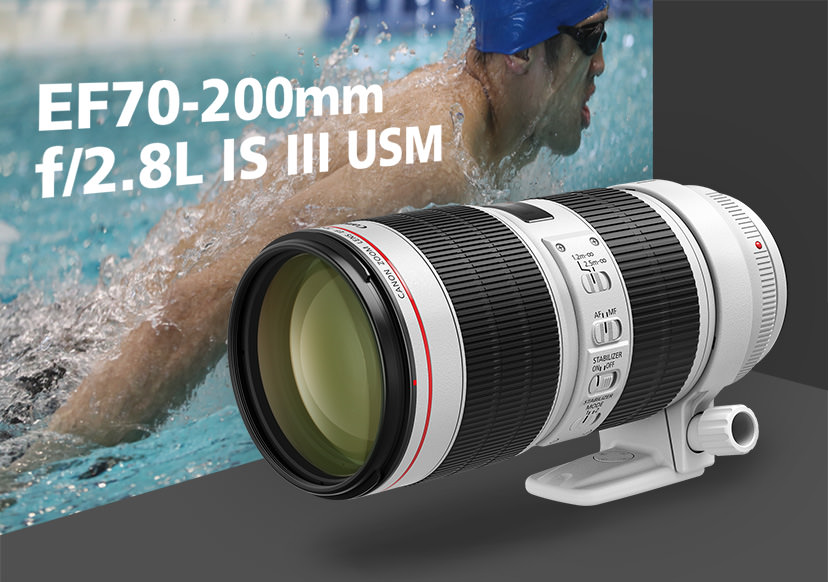 EF70-200mm
f/2.8L IS III USM
CANON ZOOM LENS EF
1.2m-∞
2.5m-∞
AF MF
STABILIZER
ON OFF
STABILIZER
MODE